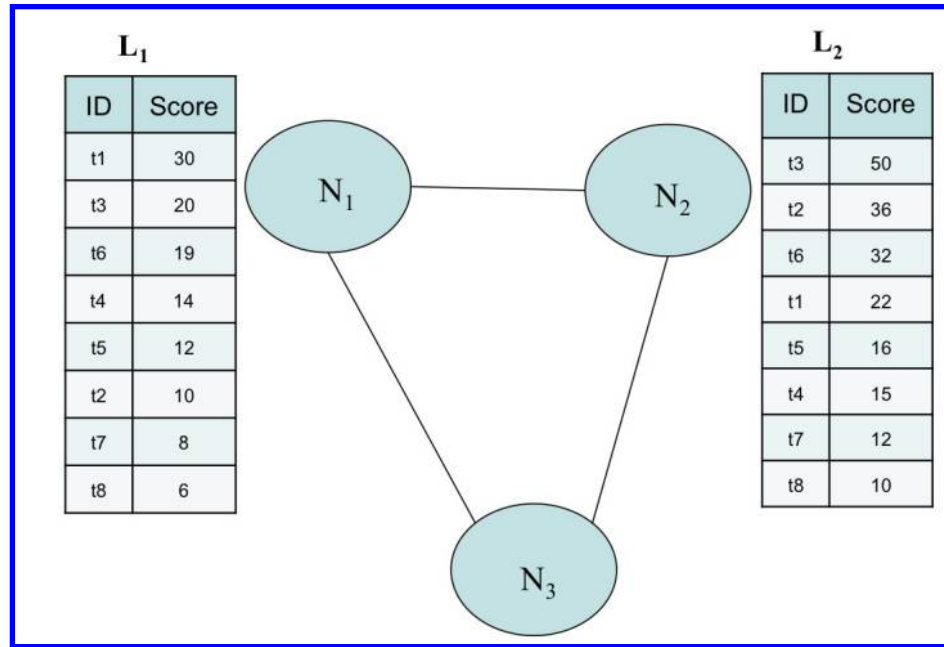 L₁
ID Score
t1 30
t3 20
t6 19
t4 14
t5 12
t2 10
t7 8
t8 6
N₁
N₂
N₃
L₂
ID Score
t3 50
t2 36
t6 32
t1 22
t5 16
t4 15
t7 12
t8 10